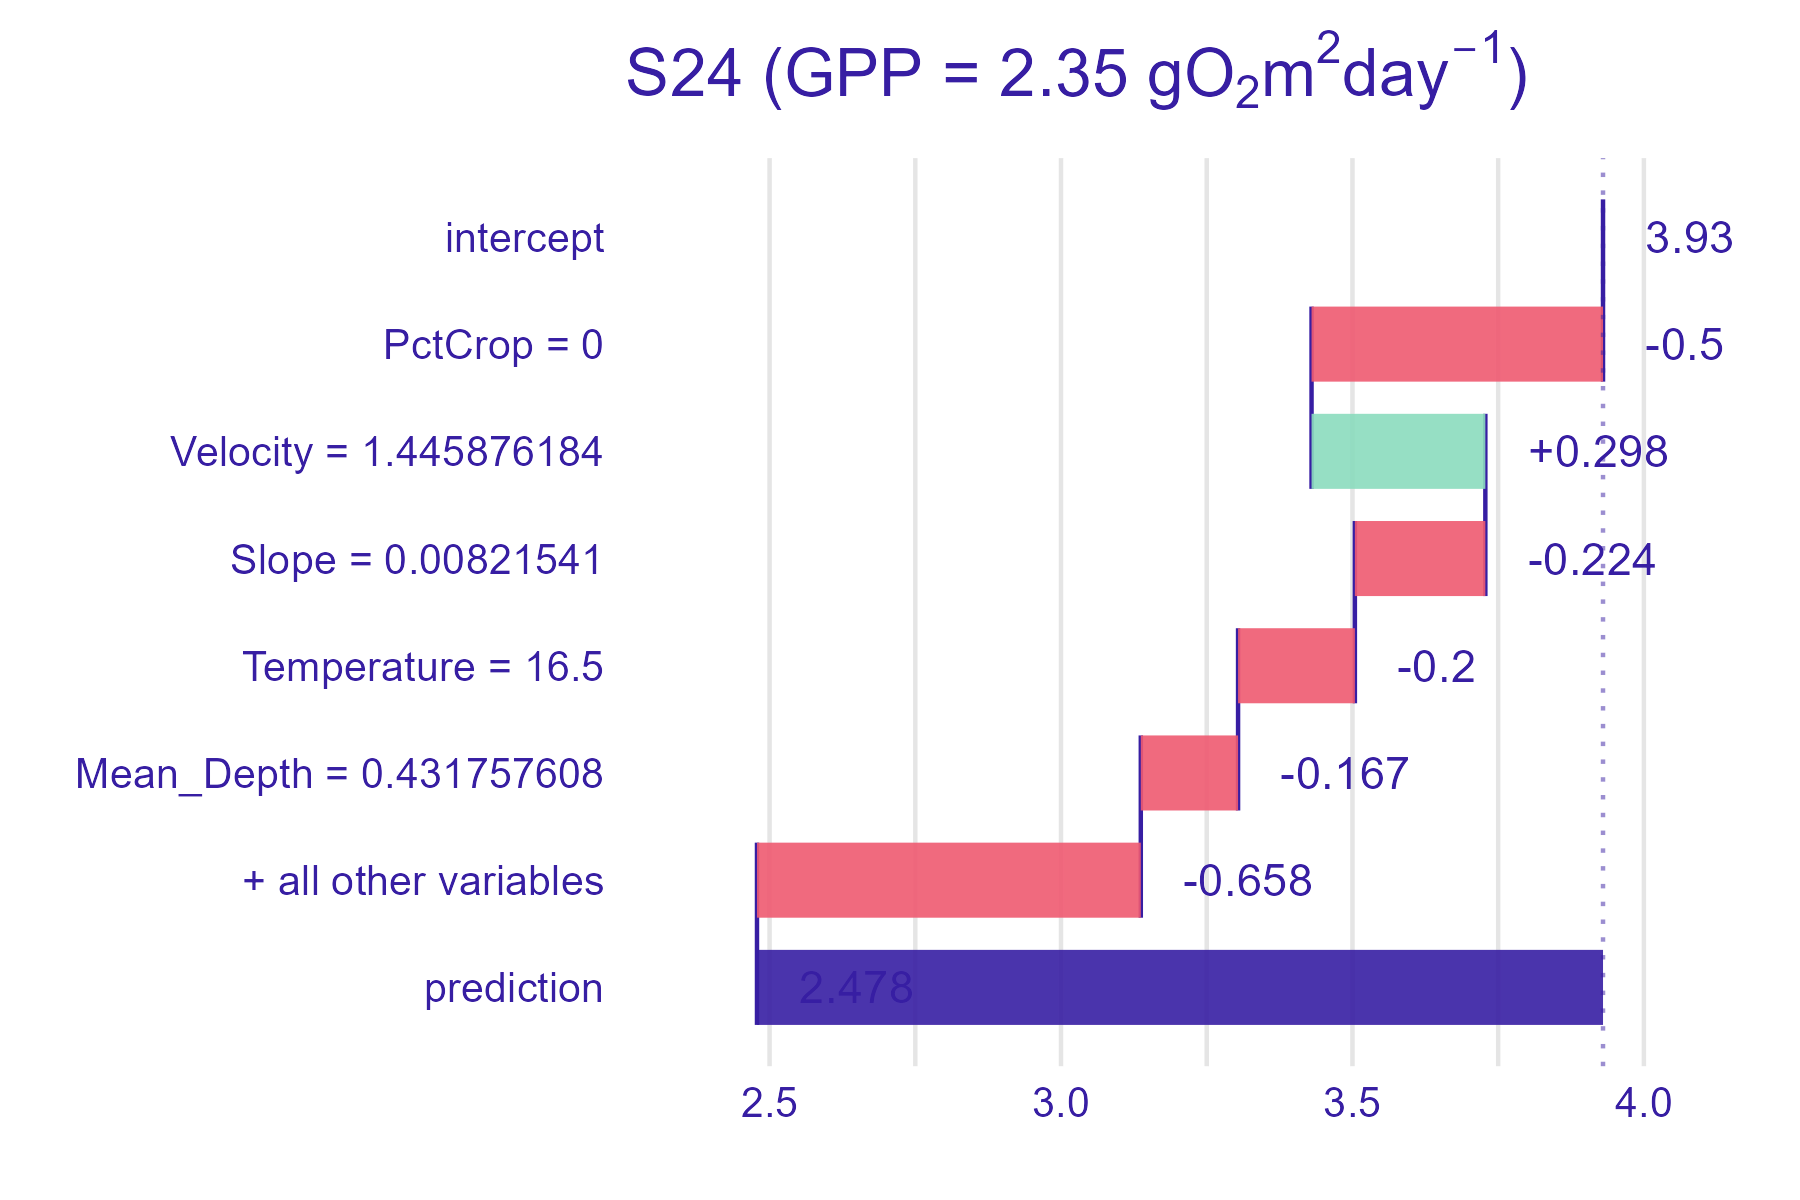 S24 (GPP = 2.35 gO₂m²day⁻¹)
intercept 3.93
PctCrop = 0 -0.5
Velocity = 1.445876184 +0.298
Slope = 0.00821541 -0.224
Temperature = 16.5 -0.2
Mean_Depth = 0.431757608 -0.167
+ all other variables -0.658
prediction 2.478
2.5 3.0 3.5 4.0